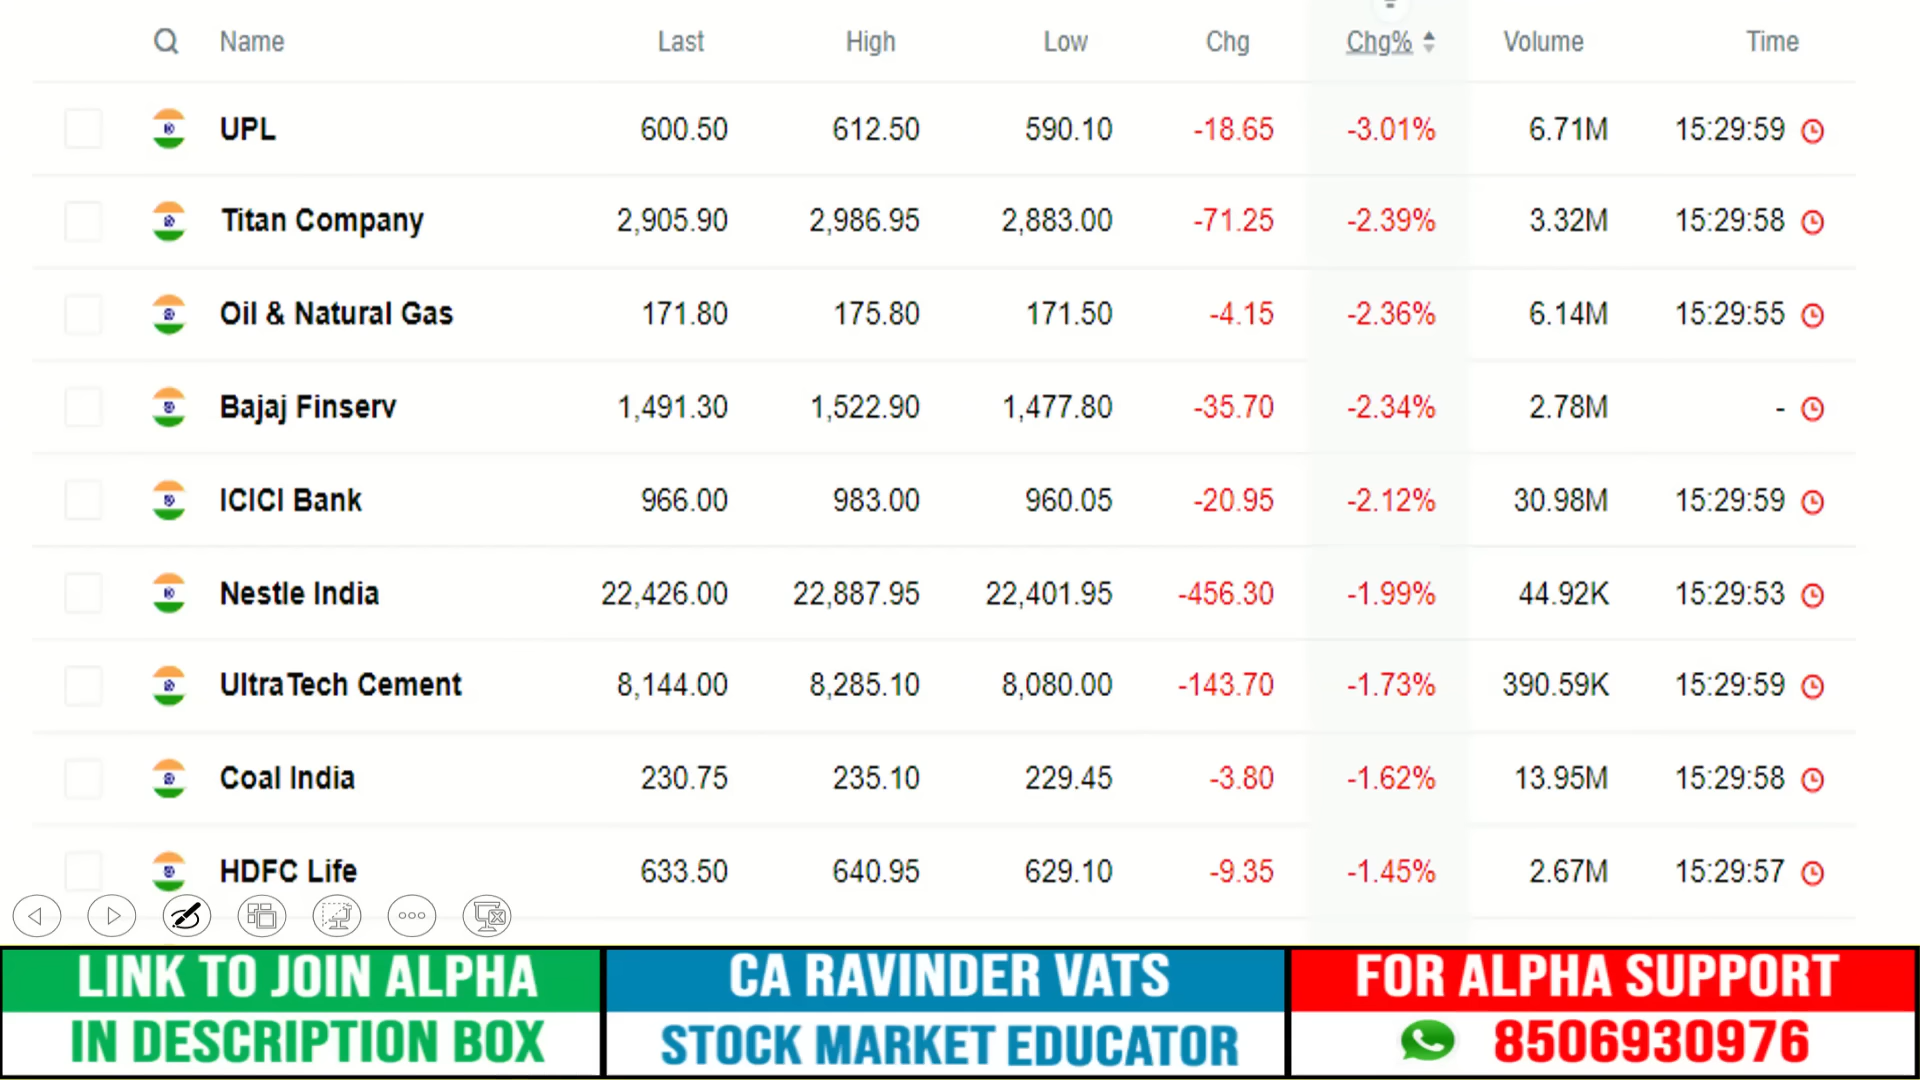 Name Last High Low Chg Chg% Volume Time
UPL 600.50 612.50 590.10 -18.65 -3.01% 6.71M 15:29:59
Titan Company 2,905.90 2,986.95 2,883.00 -71.25 -2.39% 3.32M 15:29:58
Oil & Natural Gas 171.80 175.80 171.50 -4.15 -2.36% 6.14M 15:29:55
Bajaj Finserv 1,491.30 1,522.90 1,477.80 -35.70 -2.34% 2.78M -
ICICI Bank 966.00 983.00 960.05 -20.95 -2.12% 30.98M 15:29:59
Nestle India 22,426.00 22,887.95 22,401.95 -456.30 -1.99% 44.92K 15:29:53
UltraTech Cement 8,144.00 8,285.10 8,080.00 -143.70 -1.73% 390.59K 15:29:59
Coal India 230.75 235.10 229.45 -3.80 -1.62% 13.95M 15:29:58
HDFC Life 633.50 640.95 629.10 -9.35 -1.45% 2.67M 15:29:57
LINK TO JOIN ALPHA
IN DESCRIPTION BOX
CA RAVINDER VATS
STOCK MARKET EDUCATOR
FOR ALPHA SUPPORT
8506930976